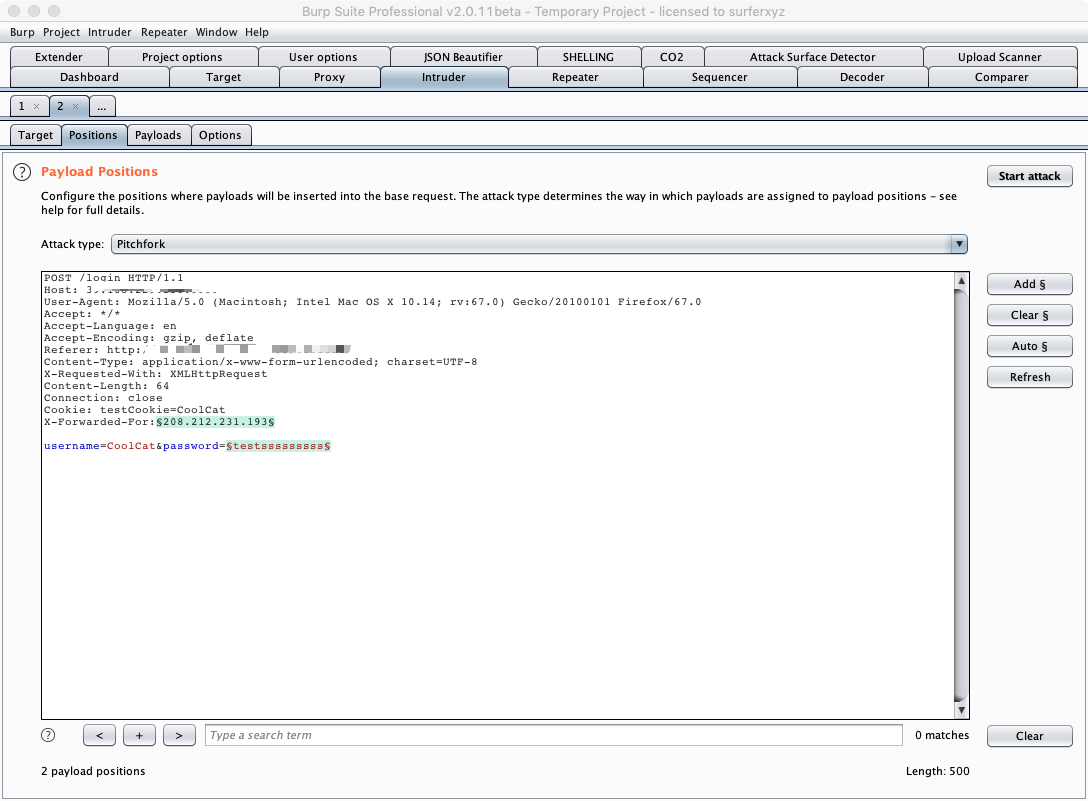 Burp Suite Professional v2.0.11beta - Temporary Project - licensed to surferxyz
Burp Project Intruder Repeater Window Help
Extender Project options User options JSON Beautifier SHELLING CO2 Attack Surface Detector Upload Scanner
Dashboard Target Proxy Intruder Repeater Sequencer Decoder Comparer
1 × 2 × ...
Target Positions Payloads Options
? Payload Positions
Start attack
Configure the positions where payloads will be inserted into the base request. The attack type determines the way in which payloads are assigned to payload positions – see
help for full details.
Attack type: Pitchfork
POST /login HTTP/1.1
Host:
User-Agent: Mozilla/5.0 (Macintosh; Intel Mac OS X 10.14; rv:67.0) Gecko/20100101 Firefox/67.0
Accept: */*
Accept-Language: en
Accept-Encoding: gzip, deflate
Referer: http:/
Content-Type: application/x-www-form-urlencoded; charset=UTF-8
X-Requested-With: XMLHttpRequest
Content-Length: 64
Connection: close
Cookie: testCookie=CoolCat
X-Forwarded-For:§208.212.231.193§
username=CoolCat&password=§testsssssssss§
Add §
Clear §
Auto §
Refresh
? < + > Type a search term 0 matches Clear
2 payload positions Length: 500